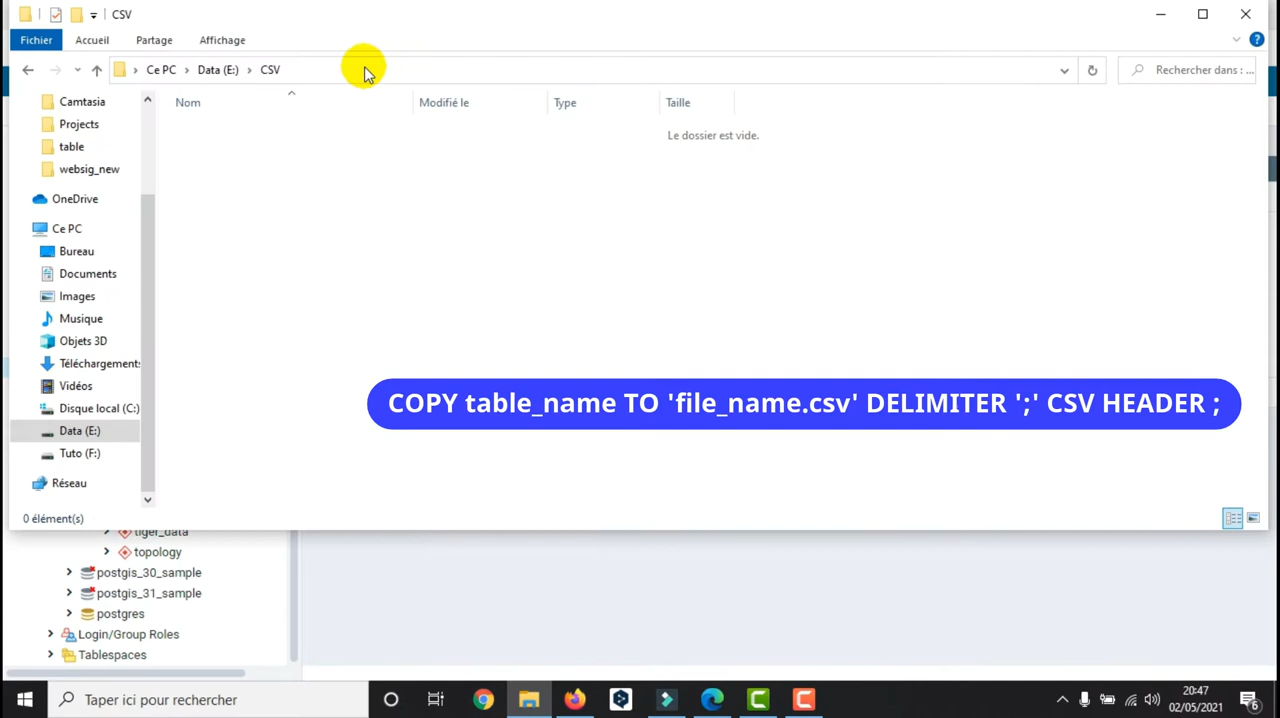 CSV
Fichier Accueil Partage Affichage
Ce PC > Data (E:) > CSV
Rechercher dans : ...
Nom Modifié le Type Taille
Le dossier est vide.
Camtasia
Projects
table
websig_new
OneDrive
Ce PC
Bureau
Documents
Images
Musique
Objets 3D
Téléchargements
Vidéos
Disque local (C:)
Data (E:)
Tuto (F:)
Réseau
COPY table_name TO 'file_name.csv' DELIMITER ';' CSV HEADER ;
0 élément(s)
tiger_data
topology
postgis_30_sample
postgis_31_sample
postgres
Login/Group Roles
Tablespaces
Taper ici pour rechercher
20:47
02/05/2021
6